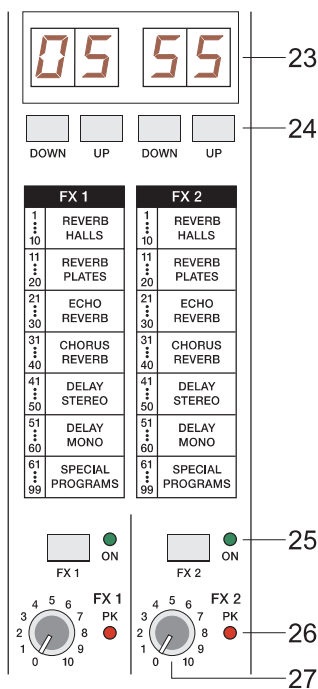 05 55
23
24
DOWN UP DOWN UP
FX 1 FX 2
1 10 REVERB HALLS 1 10 REVERB HALLS
11 20 REVERB PLATES 11 20 REVERB PLATES
21 30 ECHO REVERB 21 30 ECHO REVERB
31 40 CHORUS REVERB 31 40 CHORUS REVERB
41 50 DELAY STEREO 41 50 DELAY STEREO
51 60 DELAY MONO 51 60 DELAY MONO
61 99 SPECIAL PROGRAMS 61 99 SPECIAL PROGRAMS
25
ON ON
FX 1 FX 2
FX 1 FX 2
PK PK
26
0 1 2 3 4 5 6 7 8 9 10 0 1 2 3 4 5 6 7 8 9 10
27